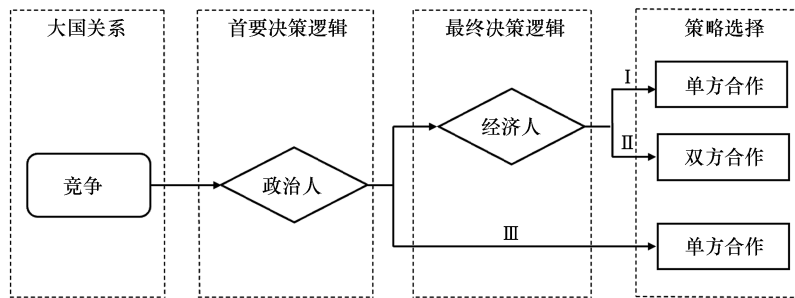 大国关系
首要决策逻辑
最终决策逻辑
策略选择
竞争
政治人
经济人
Ⅰ
单方合作
Ⅱ
双方合作
Ⅲ
单方合作